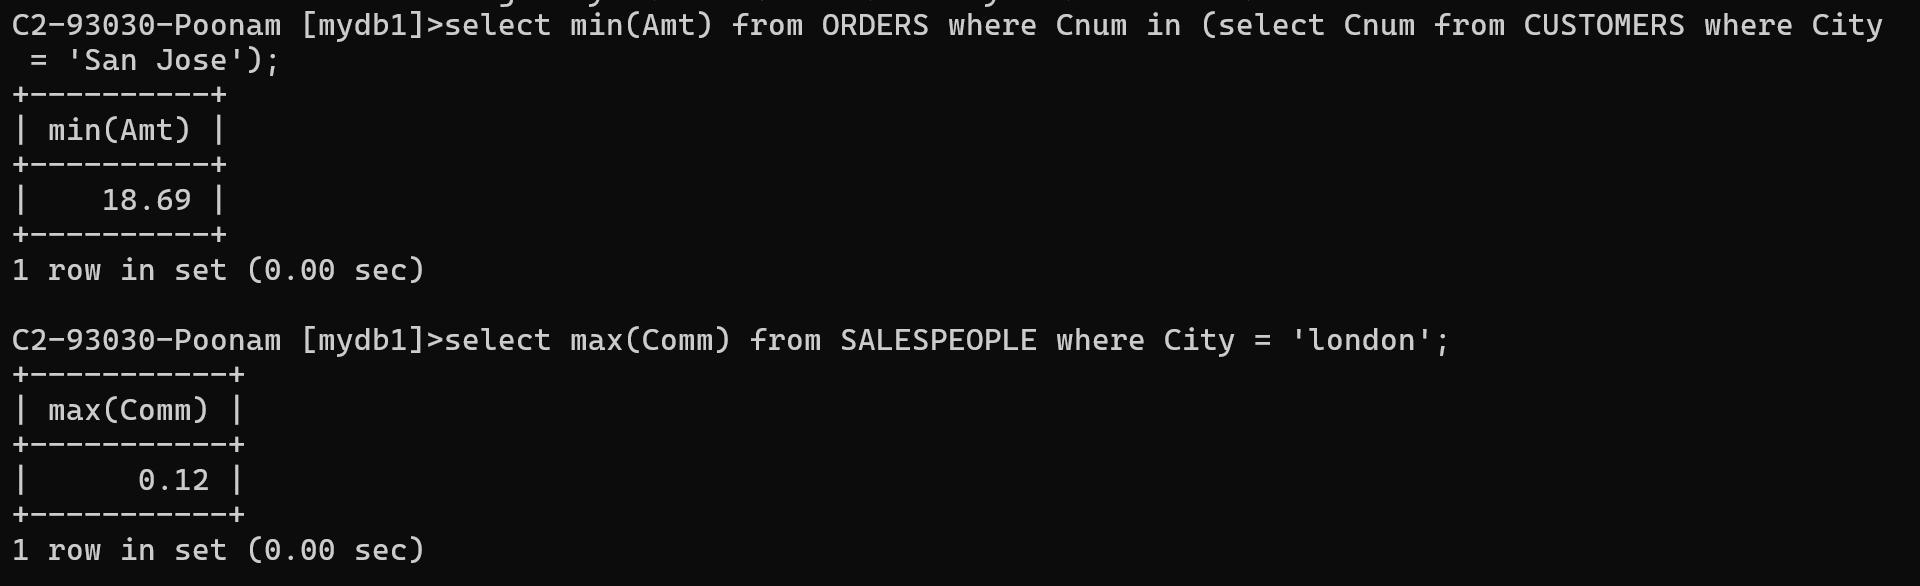 C2-93030-Poonam [mydb1]>select min(Amt) from ORDERS where Cnum in (select Cnum from CUSTOMERS where City
 = 'San Jose');
+----------+
| min(Amt) |
+----------+
|    18.69 |
+----------+
1 row in set (0.00 sec)

C2-93030-Poonam [mydb1]>select max(Comm) from SALESPEOPLE where City = 'london';
+-----------+
| max(Comm) |
+-----------+
|      0.12 |
+-----------+
1 row in set (0.00 sec)